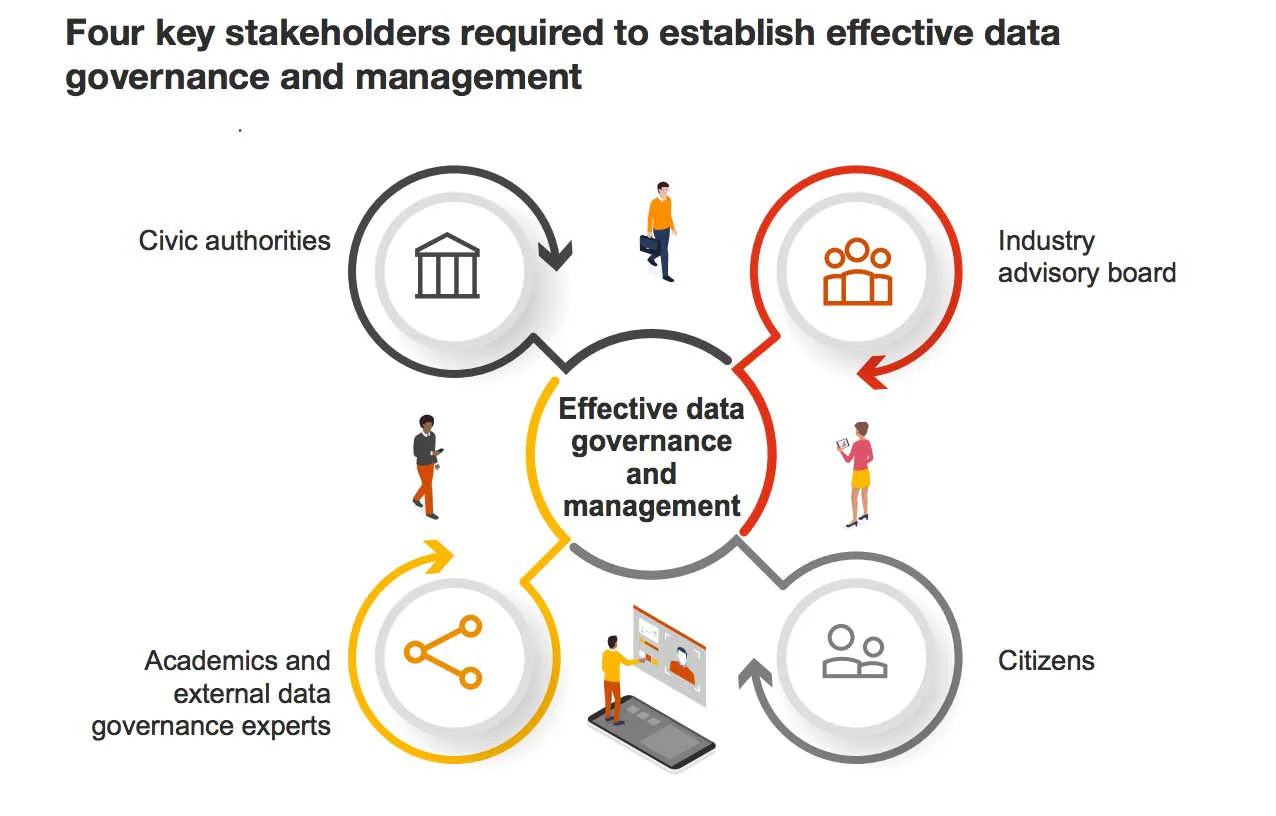 Four key stakeholders required to establish effective data
governance and management
Civic authorities
Industry
advisory board
Effective data
governance
and
management
Academics and
external data
governance experts
Citizens